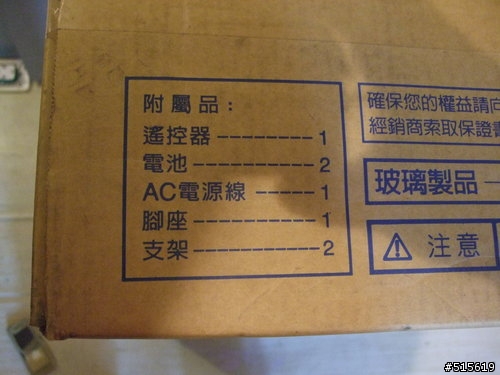 附屬品：
遙控器---------1
電池-----------2
AC電源線-----1
腳座-----------1
支架-----------2
確保您的權益請向
經銷商索取保證書
玻璃製品
注意
#515619